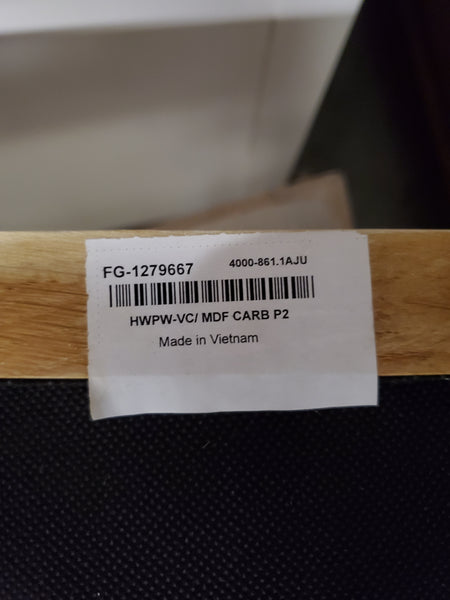 FG-1279667 4000-861.1AJU
HWPW-VC/ MDF CARB P2
Made in Vietnam